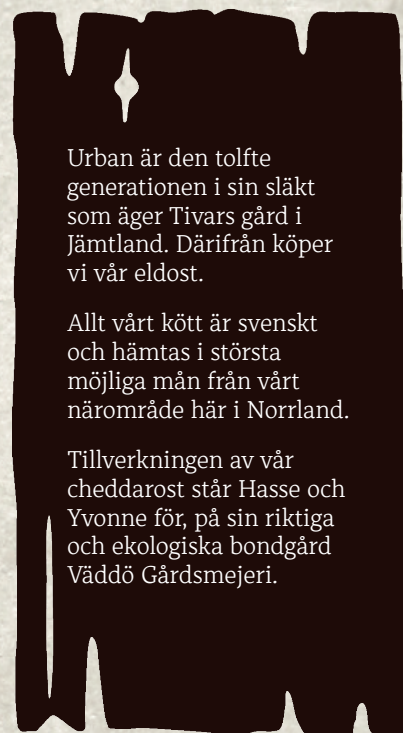 Urban är den tolfte
generationen i sin släkt
som äger Tivars gård i
Jämtland. Därifrån köper
vi vår eldost.
Allt vårt kött är svenskt
och hämtas i största
möjliga mån från vårt
närområde här i Norrland.
Tillverkningen av vår
cheddarost står Hasse och
Yvonne för, på sin riktiga
och ekologiska bondgård
Väddö Gårdsmejeri.